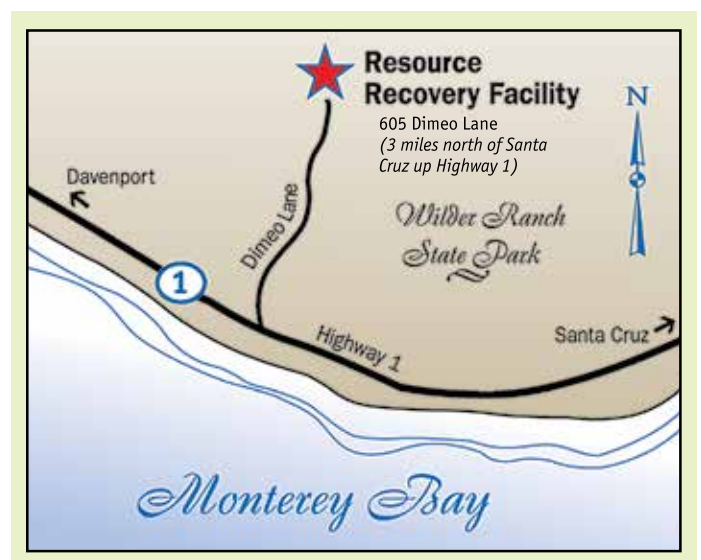 Resource
Recovery Facility
N
605 Dimeo Lane
(3 miles north of Santa
Cruz up Highway 1)
Davenport
Dimeo Lane
Wilder Ranch
State Park
1
Highway 1
Santa Cruz
Monterey Bay